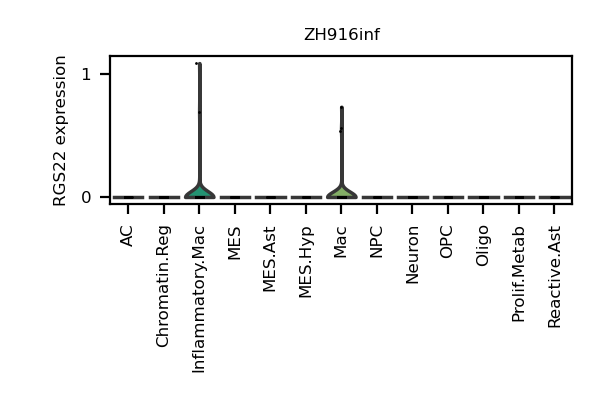 ZH916inf
RGS22 expression
1
0
AC
Chromatin.Reg
Inflammatory.Mac
MES
MES.Ast
MES.Hyp
Mac
NPC
Neuron
OPC
Oligo
Prolif.Metab
Reactive.Ast